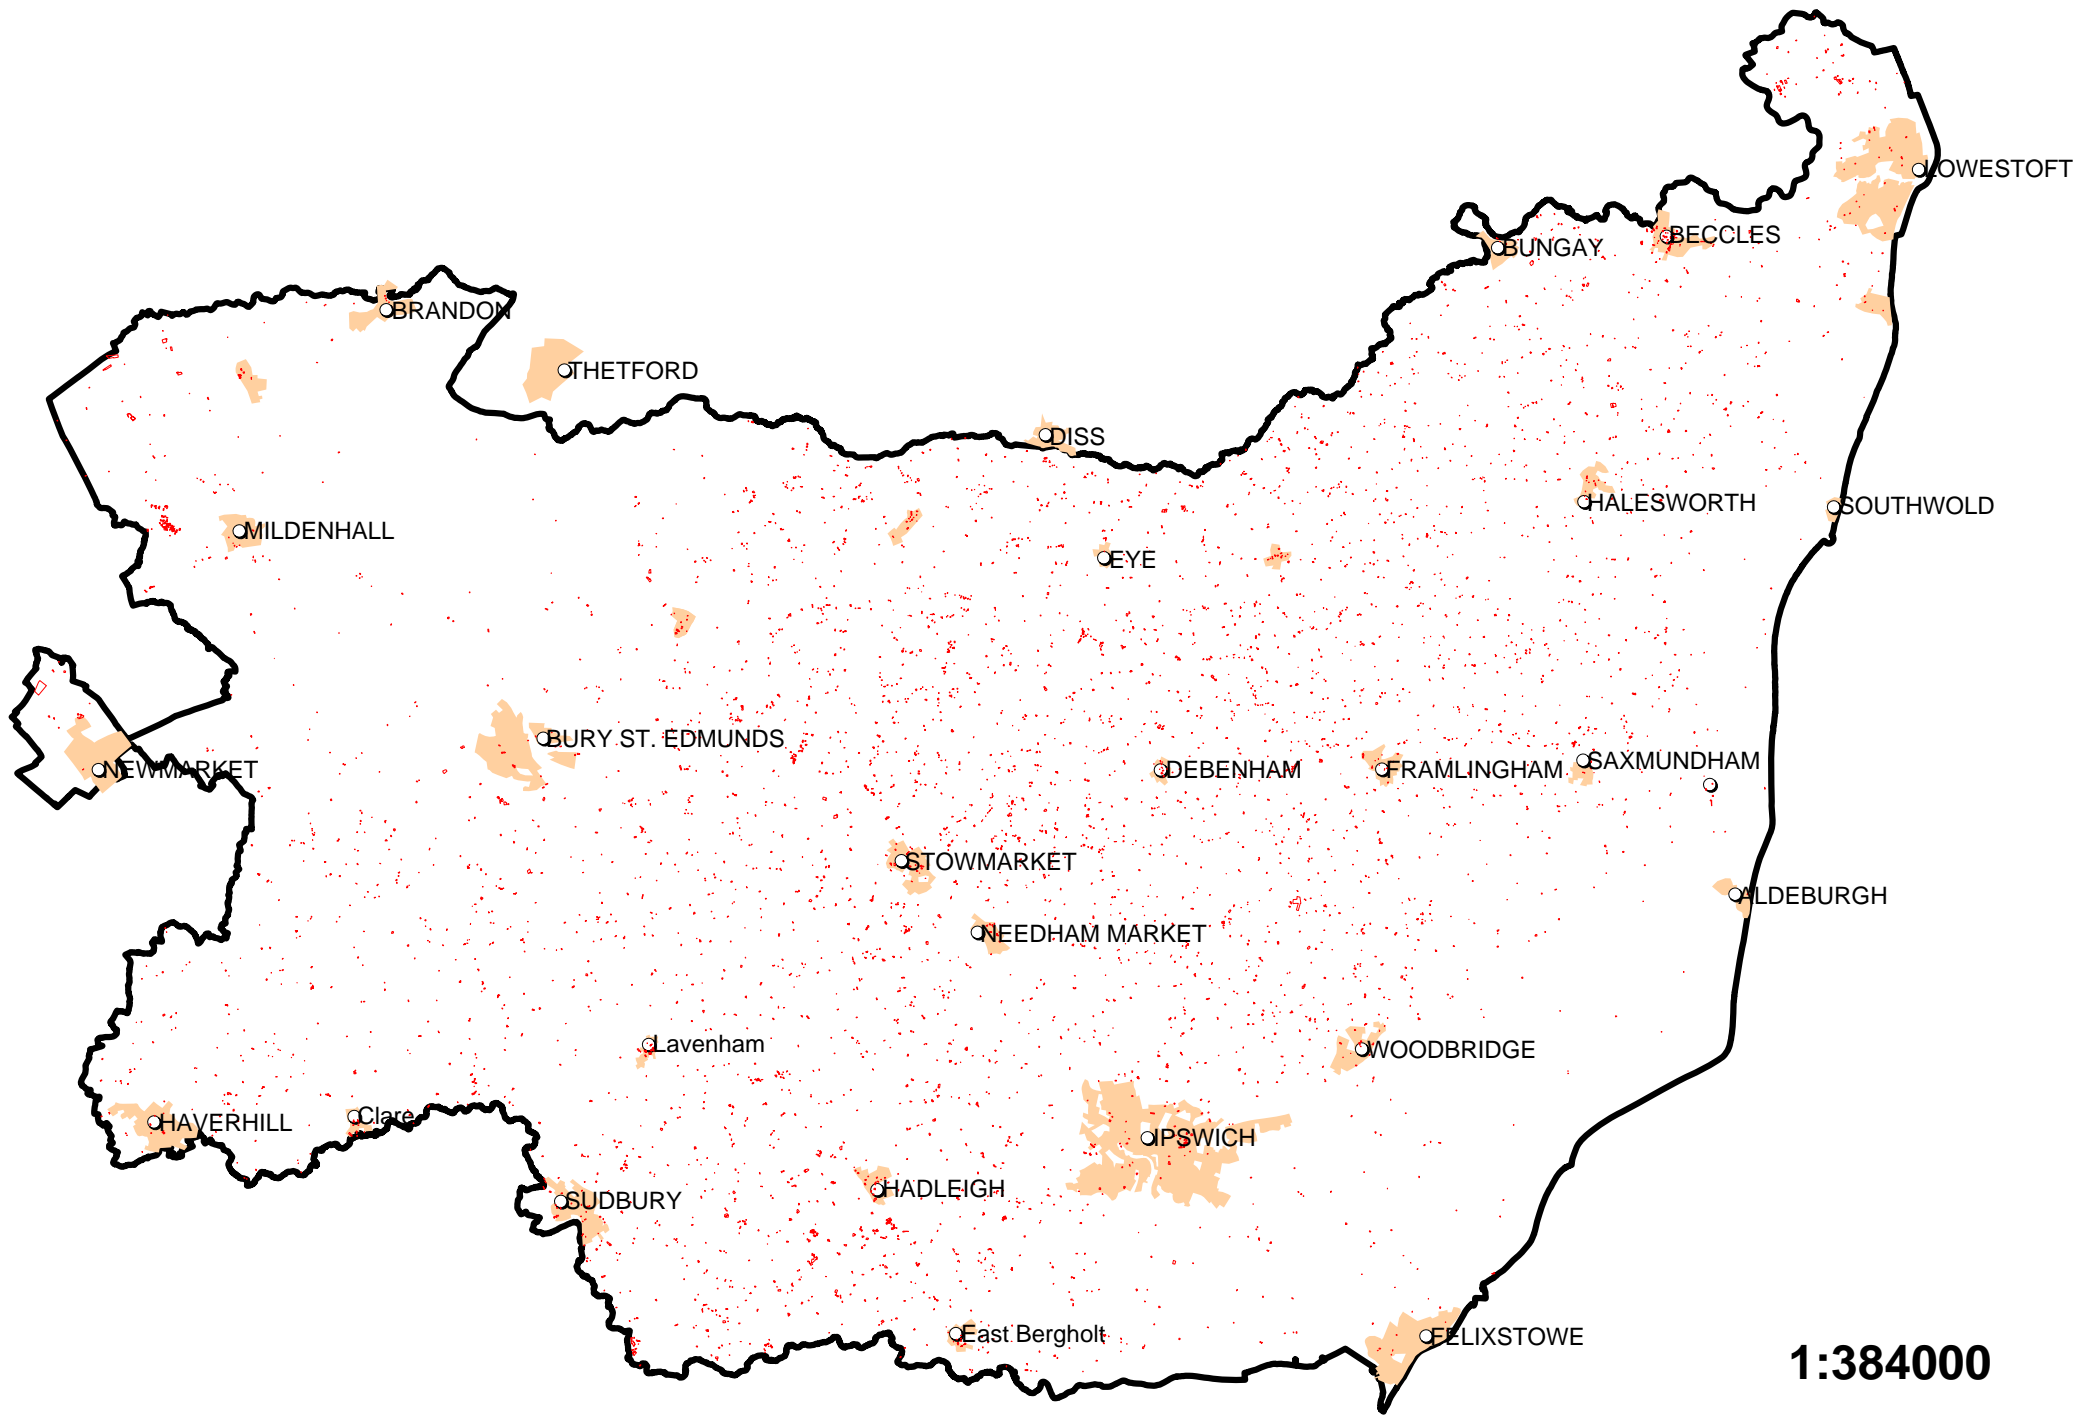 LOWESTOFT
BECCLES
BUNGAY
BRANDON
THETFORD
DISS
HALESWORTH
SOUTHWOLD
MILDENHALL
EYE
BURY ST. EDMUNDS
NEWMARKET
DEBENHAM
FRAMLINGHAM
SAXMUNDHAM
STOWMARKET
ALDEBURGH
NEEDHAM MARKET
Lavenham
WOODBRIDGE
HAVERHILL
Clare
IPSWICH
HADLEIGH
SUDBURY
East Bergholt
FELIXSTOWE
1:384000